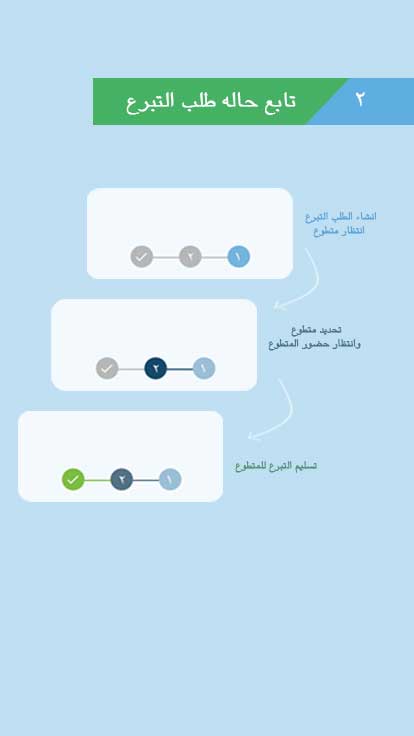 ٢
تابع حاله طلب التبرع
انشاء الطلب التبرع
انتظار متطوع
١ ٢
تحديد متطوع
وانتظار حضور المتطوع
١ ٢
تسليم التبرع للمتطوع
١ ٢